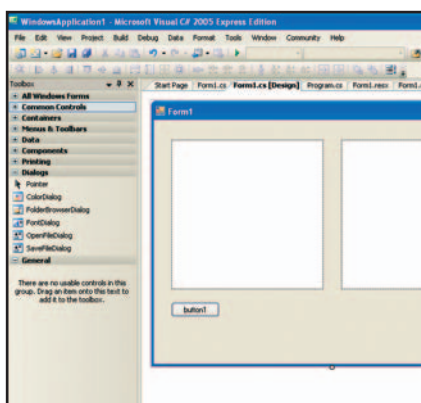 WindowsApplication1 - Microsoft Visual C# 2005 Express Edition
File Edit View Project Build Debug Data Format Tools Window Community Help
Toolbox
Start Page Form1.cs Form1.cs [Design] Program.cs Form1.resx Form1.
All Windows Forms
Common Controls
Containers
Menus & Toolbars
Data
Components
Printing
Dialogs
Pointer
ColorDialog
FolderBrowserDialog
FontDialog
OpenFileDialog
SaveFileDialog
General
There are no usable controls in this
group. Drag an item onto this text to
add it to the toolbox.
Form1
button1